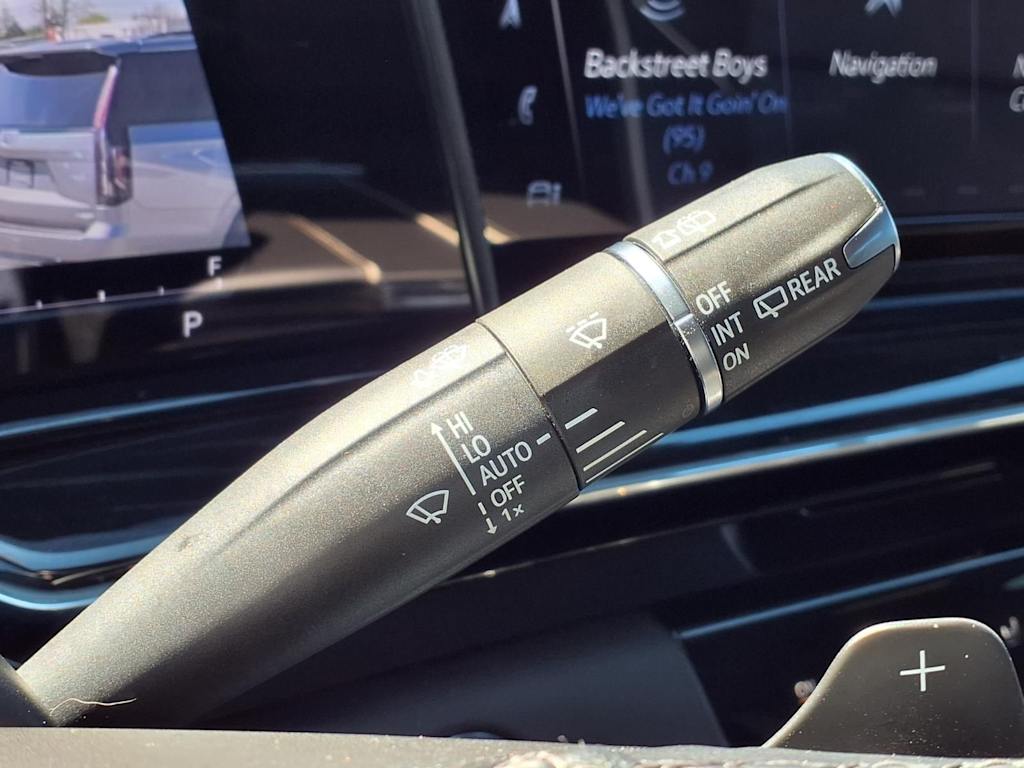 Backstreet Boys
We've Got It Goin' On
(95)
Ch 9
Navigation
F
P
HI
LO
AUTO
OFF
1x
OFF
INT
ON
REAR
+